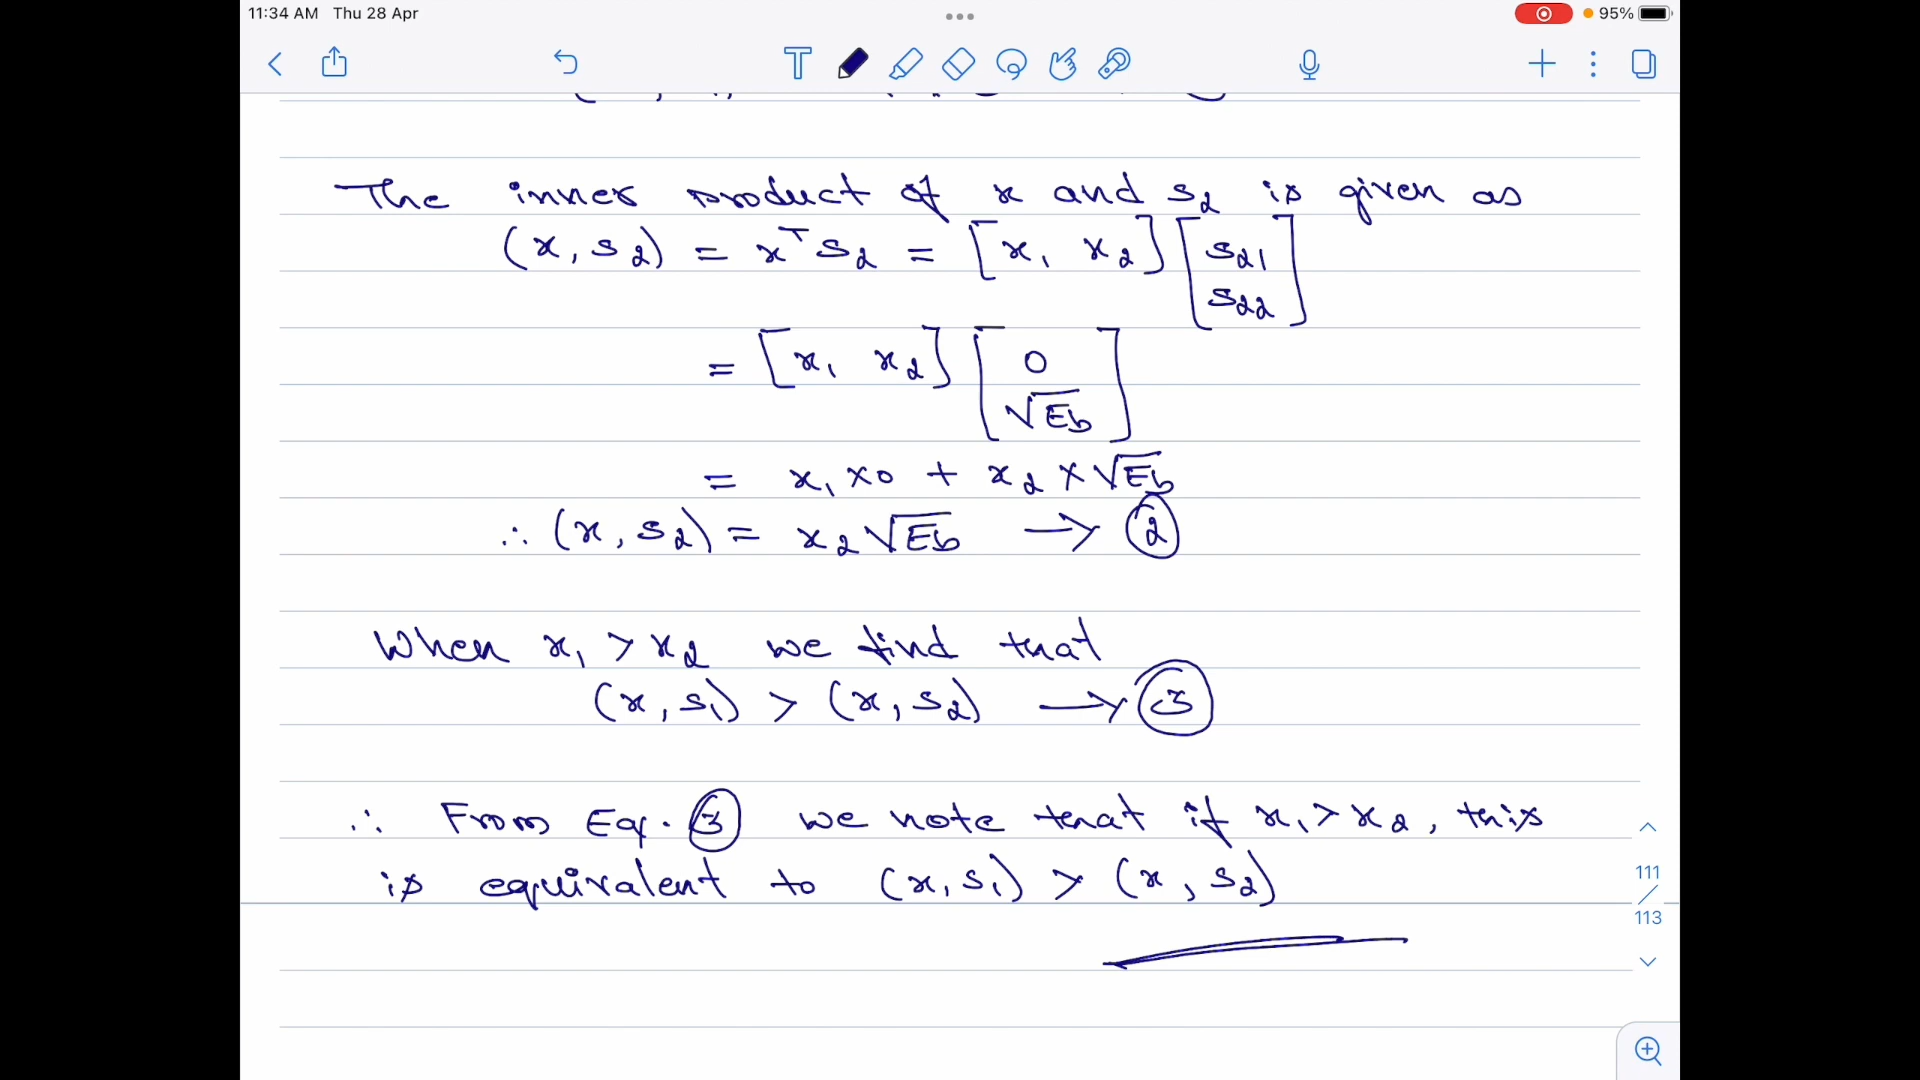 11:34 AM Thu 28 Apr
95%
The inner product of x and s₂ is given as
(x, s₂) = xᵀ s₂ = [x₁ x₂] [s₂₁
s₂₂]
= [x₁ x₂] [0
√Eb]
= x₁ × 0 + x₂ × √Eb
∴ (x, s₂) = x₂ √Eb → ②
When x₁ > x₂ we find that
(x, s₁) > (x, s₂) → ③
∴ From Eq. ③ we note that if x₁ > x₂, this
is equivalent to (x, s₁) > (x, s₂)
111
113